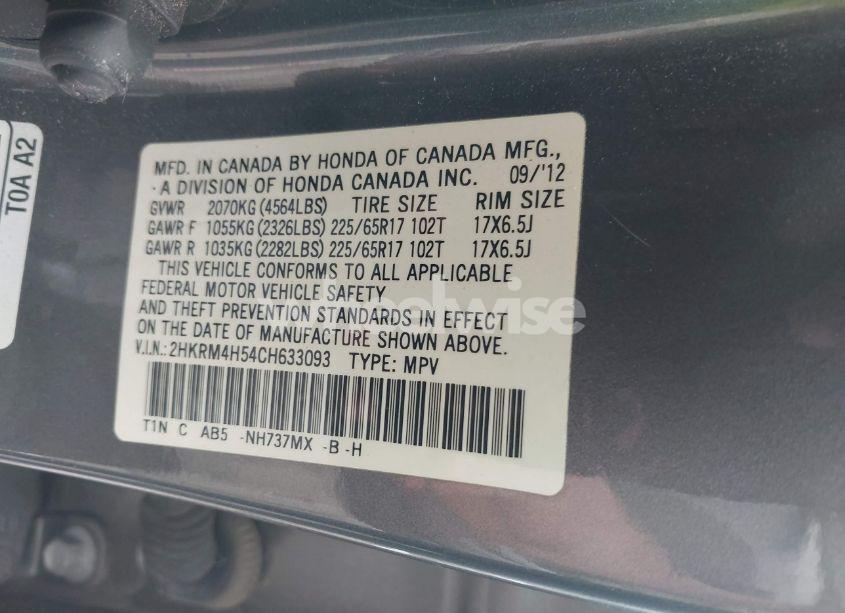 T0A A2
MFD. IN CANADA BY HONDA OF CANADA MFG.,
A DIVISION OF HONDA CANADA INC. 09/'12
GVWR 2070KG (4564LBS) TIRE SIZE RIM SIZE
GAWR F 1055KG (2326LBS) 225/65R17 102T 17X6.5J
GAWR R 1035KG (2282LBS) 225/65R17 102T 17X6.5J
THIS VEHICLE CONFORMS TO ALL APPLICABLE
FEDERAL MOTOR VEHICLE SAFETY
AND THEFT PREVENTION STANDARDS IN EFFECT
ON THE DATE OF MANUFACTURE SHOWN ABOVE.
V.I.N.: 2HKRM4H54CH633093 TYPE: MPV
T1N C AB5 -NH737MX -B -H